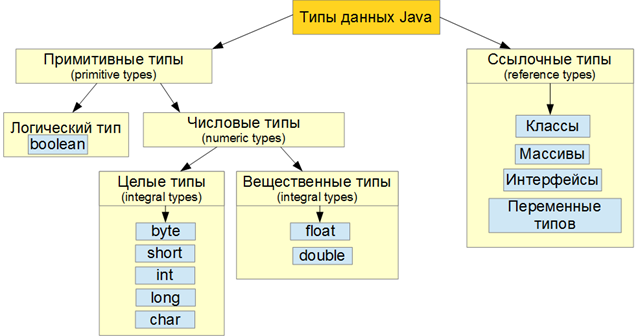 Типы данных Java
Примитивные типы
(primitive types)
Ссылочные типы
(reference types)
Логический тип
boolean
Числовые типы
(numeric types)
Классы
Массивы
Интерфейсы
Переменные
типов
Целые типы
(integral types)
Вещественные типы
(integral types)
byte
short
int
long
char
float
double